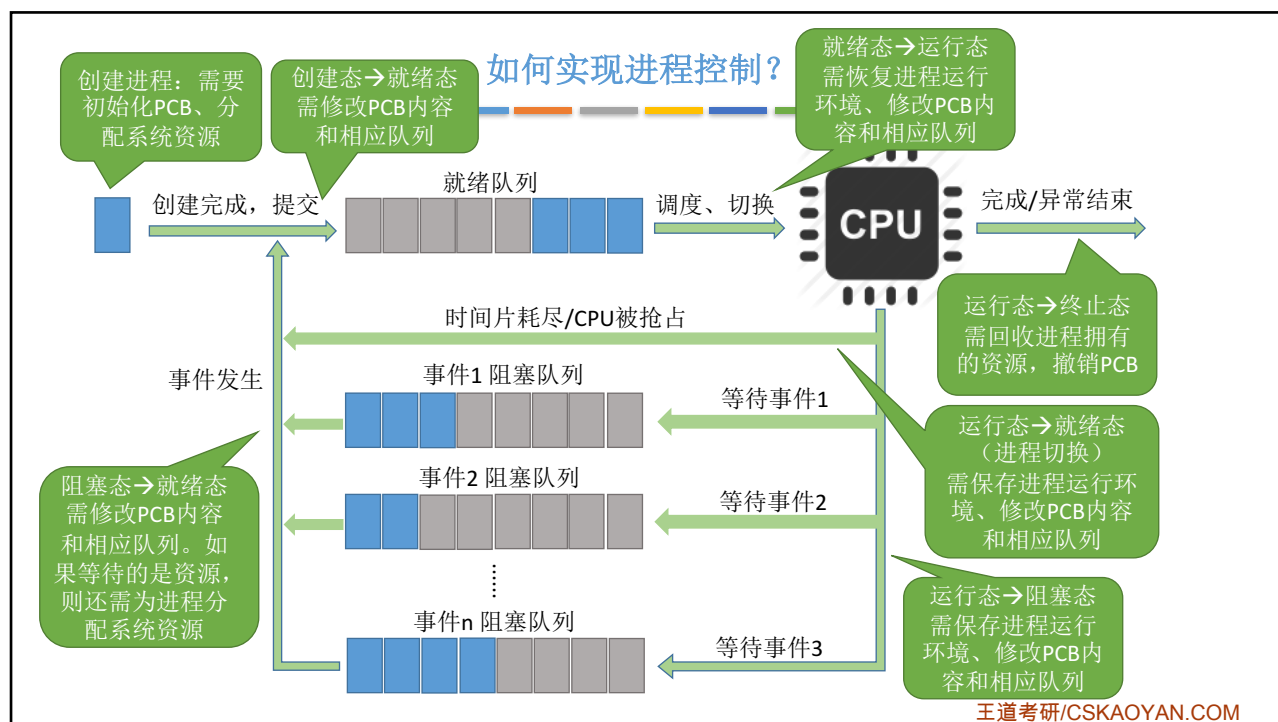 如何实现进程控制？
创建进程：需要
初始化PCB、分
配系统资源
创建态→就绪态
需修改PCB内容
和相应队列
就绪态→运行态
需恢复进程运行
环境、修改PCB内
容和相应队列
创建完成，提交
就绪队列
调度、切换
CPU
完成/异常结束
运行态→终止态
需回收进程拥有
的资源，撤销PCB
时间片耗尽/CPU被抢占
事件发生
事件1 阻塞队列
等待事件1
运行态→就绪态
（进程切换）
需保存进程运行环
境、修改PCB内容
和相应队列
阻塞态→就绪态
需修改PCB内容
和相应队列。如
果等待的是资源，
则还需为进程分
配系统资源
事件2 阻塞队列
等待事件2
......
事件n 阻塞队列
等待事件3
运行态→阻塞态
需保存进程运行
环境、修改PCB内
容和相应队列
王道考研/CSKAOYAN.COM